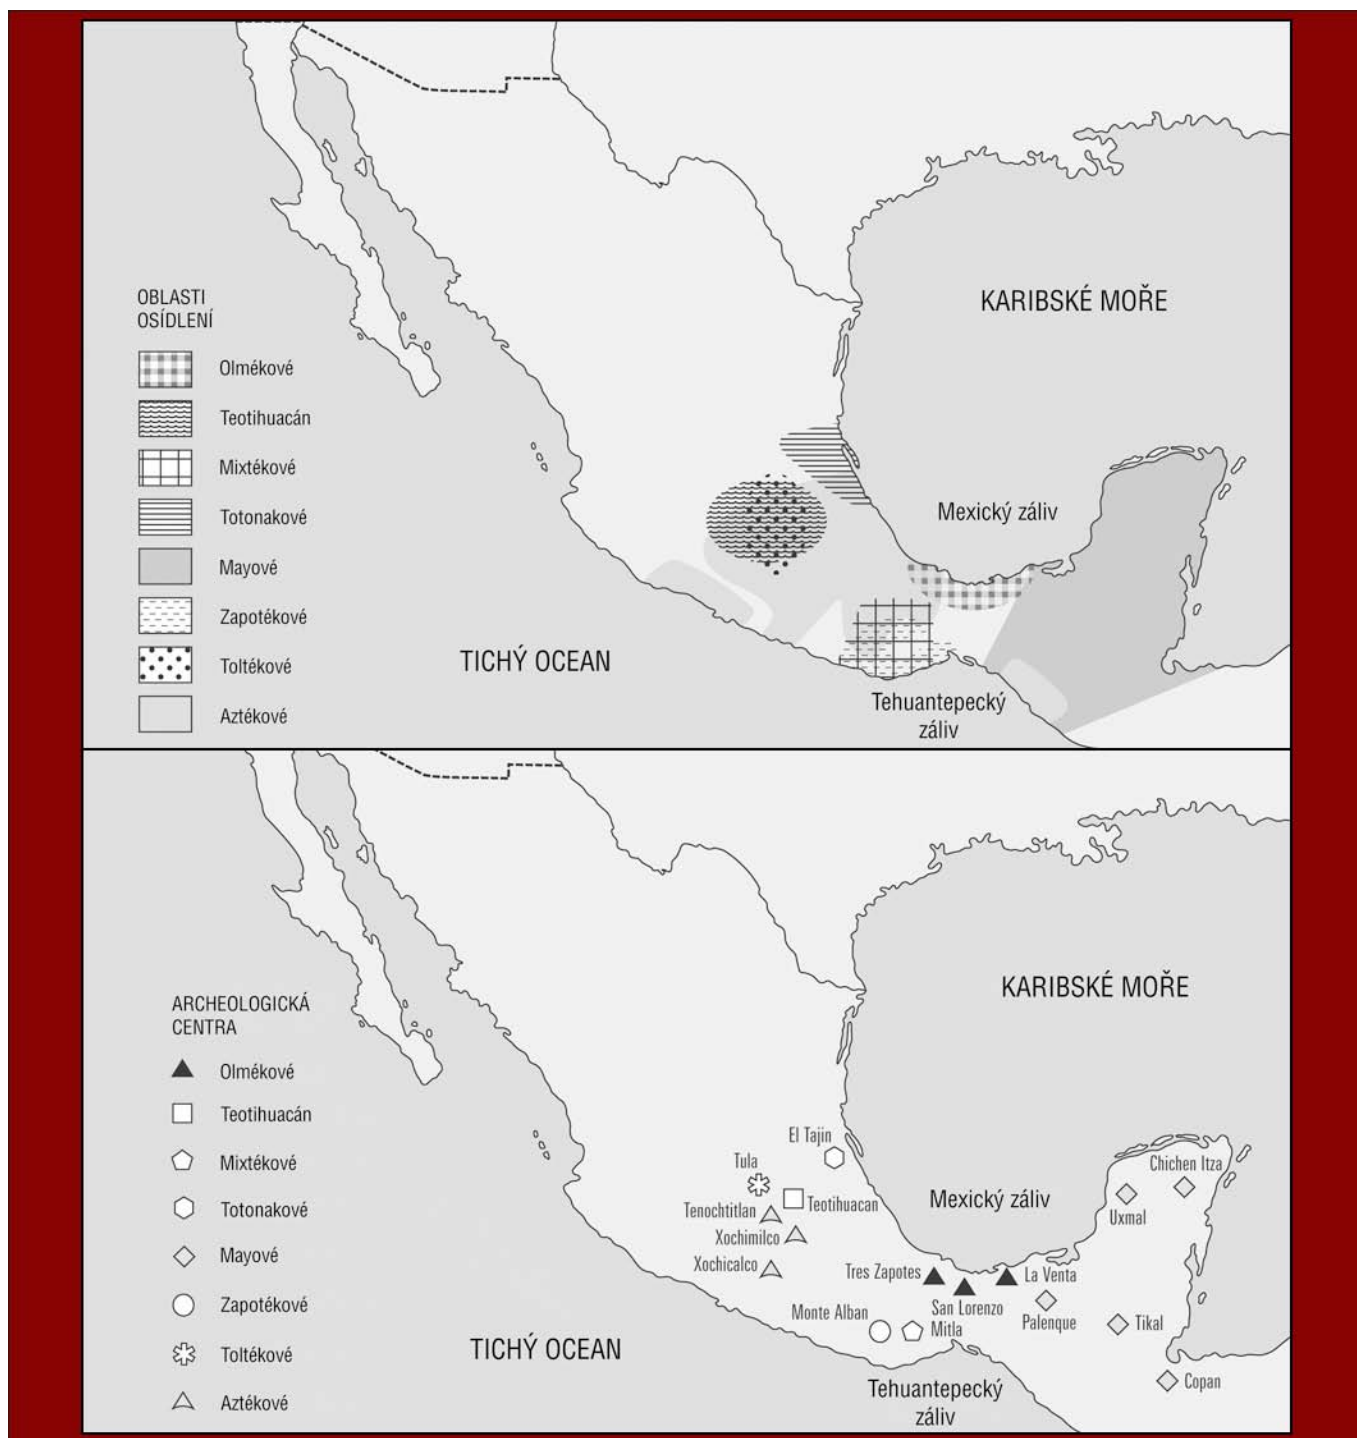 OBLASTI
OSÍDLENÍ
Olmékové
Teotihuacán
Mixtékové
Totonakové
Mayové
Zapotékové
Toltékové
Aztékové
KARIBSKÉ MOŘE
Mexický záliv
TICHÝ OCEAN
Tehuantepecký
záliv
ARCHEOLOGICKÁ
CENTRA
Olmékové
Teotihuacán
Mixtékové
Totonakové
Mayové
Zapotékové
Toltékové
Aztékové
KARIBSKÉ MOŘE
El Tajin
Tula
Chichen Itza
Mexický záliv
Tenochtitlan
Teotihuacan
Uxmal
Xochimilco
Xochicalco
Tres Zapotes
La Venta
San Lorenzo
Monte Alban
Mitla
Palenque
Tikal
TICHÝ OCEAN
Copan
Tehuantepecký
záliv